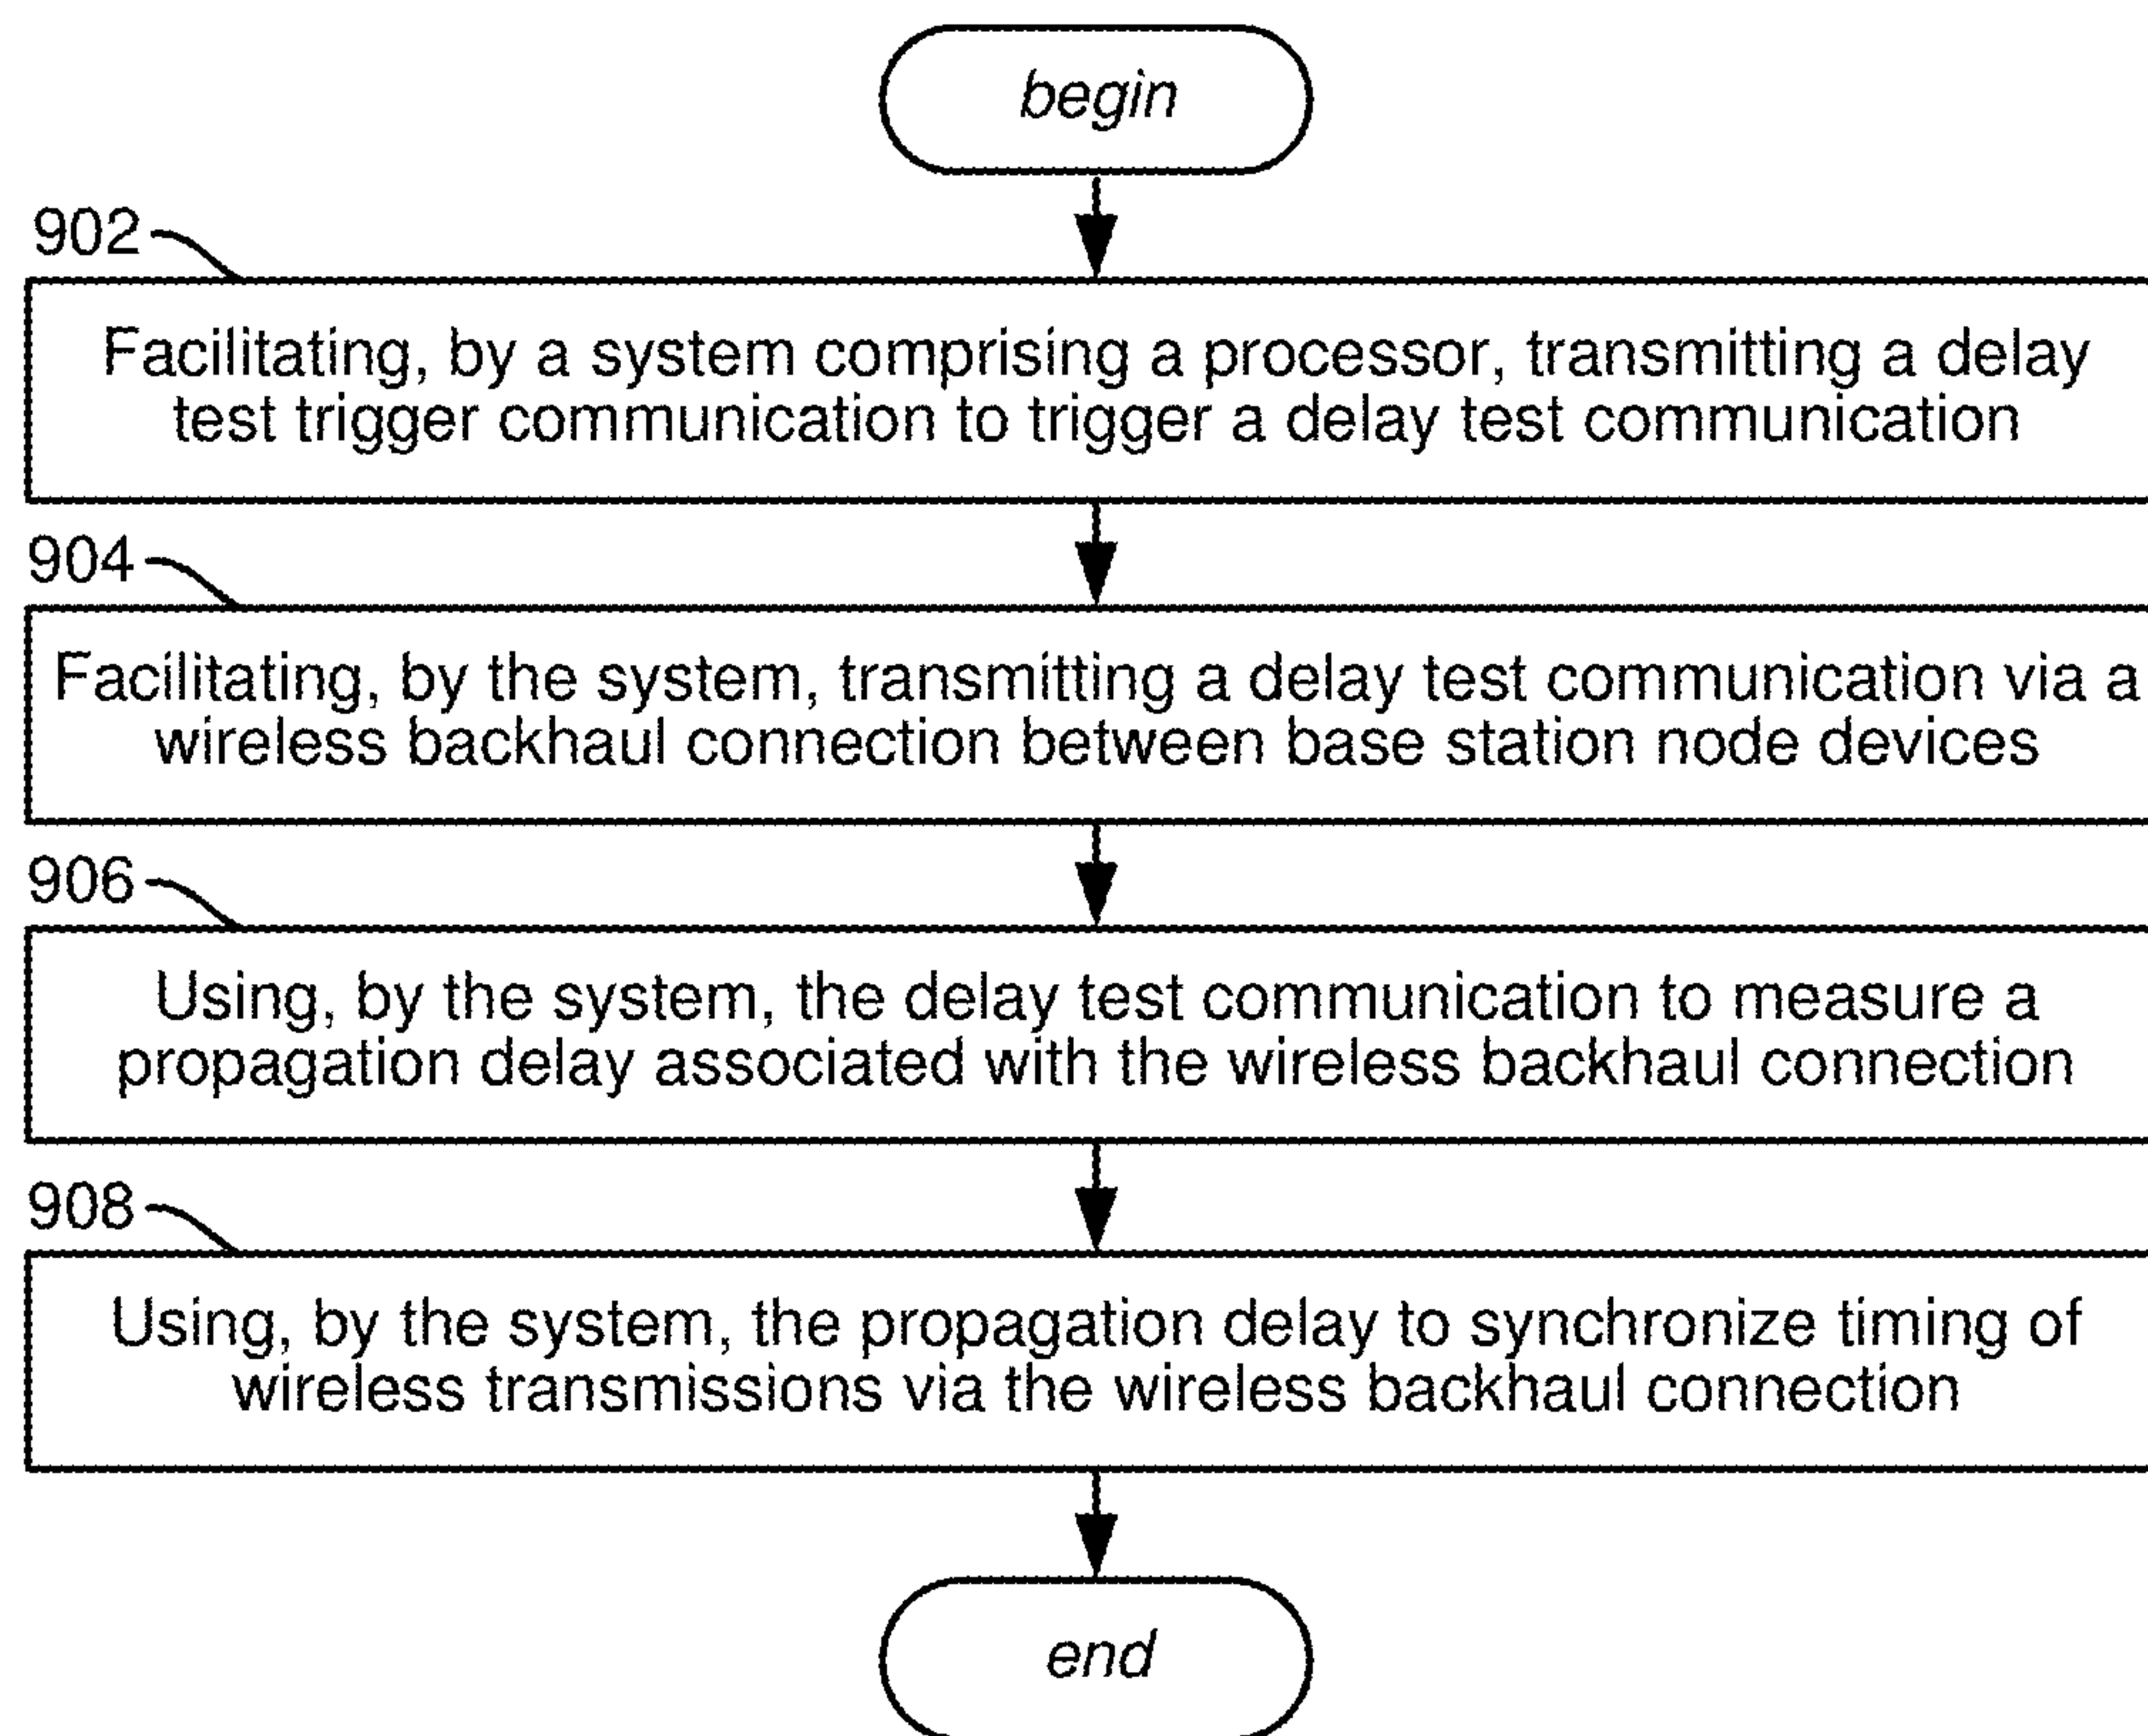 begin
902
Facilitating, by a system comprising a processor, transmitting a delay
test trigger communication to trigger a delay test communication
904
Facilitating, by the system, transmitting a delay test communication via a
wireless backhaul connection between base station node devices
906
Using, by the system, the delay test communication to measure a
propagation delay associated with the wireless backhaul connection
908
Using, by the system, the propagation delay to synchronize timing of
wireless transmissions via the wireless backhaul connection
end